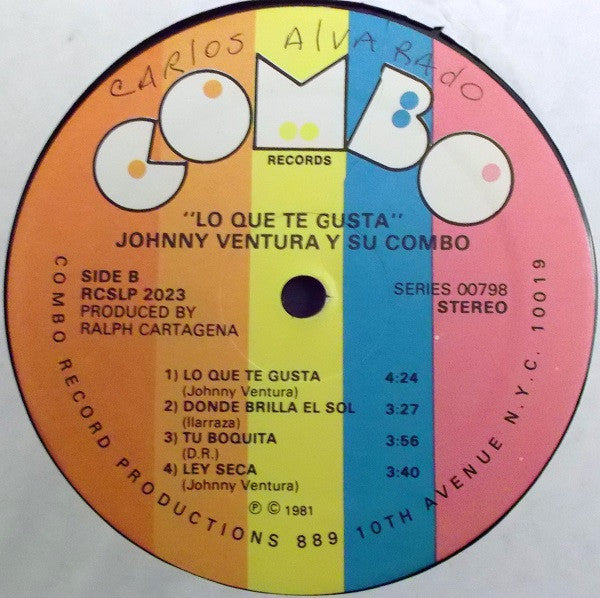 CARlOS AlVARAdO
COMBO
RECORDS
"LO QUE TE GUSTA"
JOHNNY VENTURA Y SU COMBO
SIDE B
RCSLP 2023
PRODUCED BY
RALPH CARTAGENA
SERIES 00798
STEREO
1) LO QUE TE GUSTA 4:24
(Johnny Ventura)
2) DONDE BRILLA EL SOL 3:27
(Ilarraza)
3) TU BOQUITA 3:56
(D.R.)
4) LEY SECA 3:40
(Johnny Ventura)
Ⓟ © 1981
COMBO RECORD PRODUCTIONS 889 10TH AVENUE N.Y.C. 10019